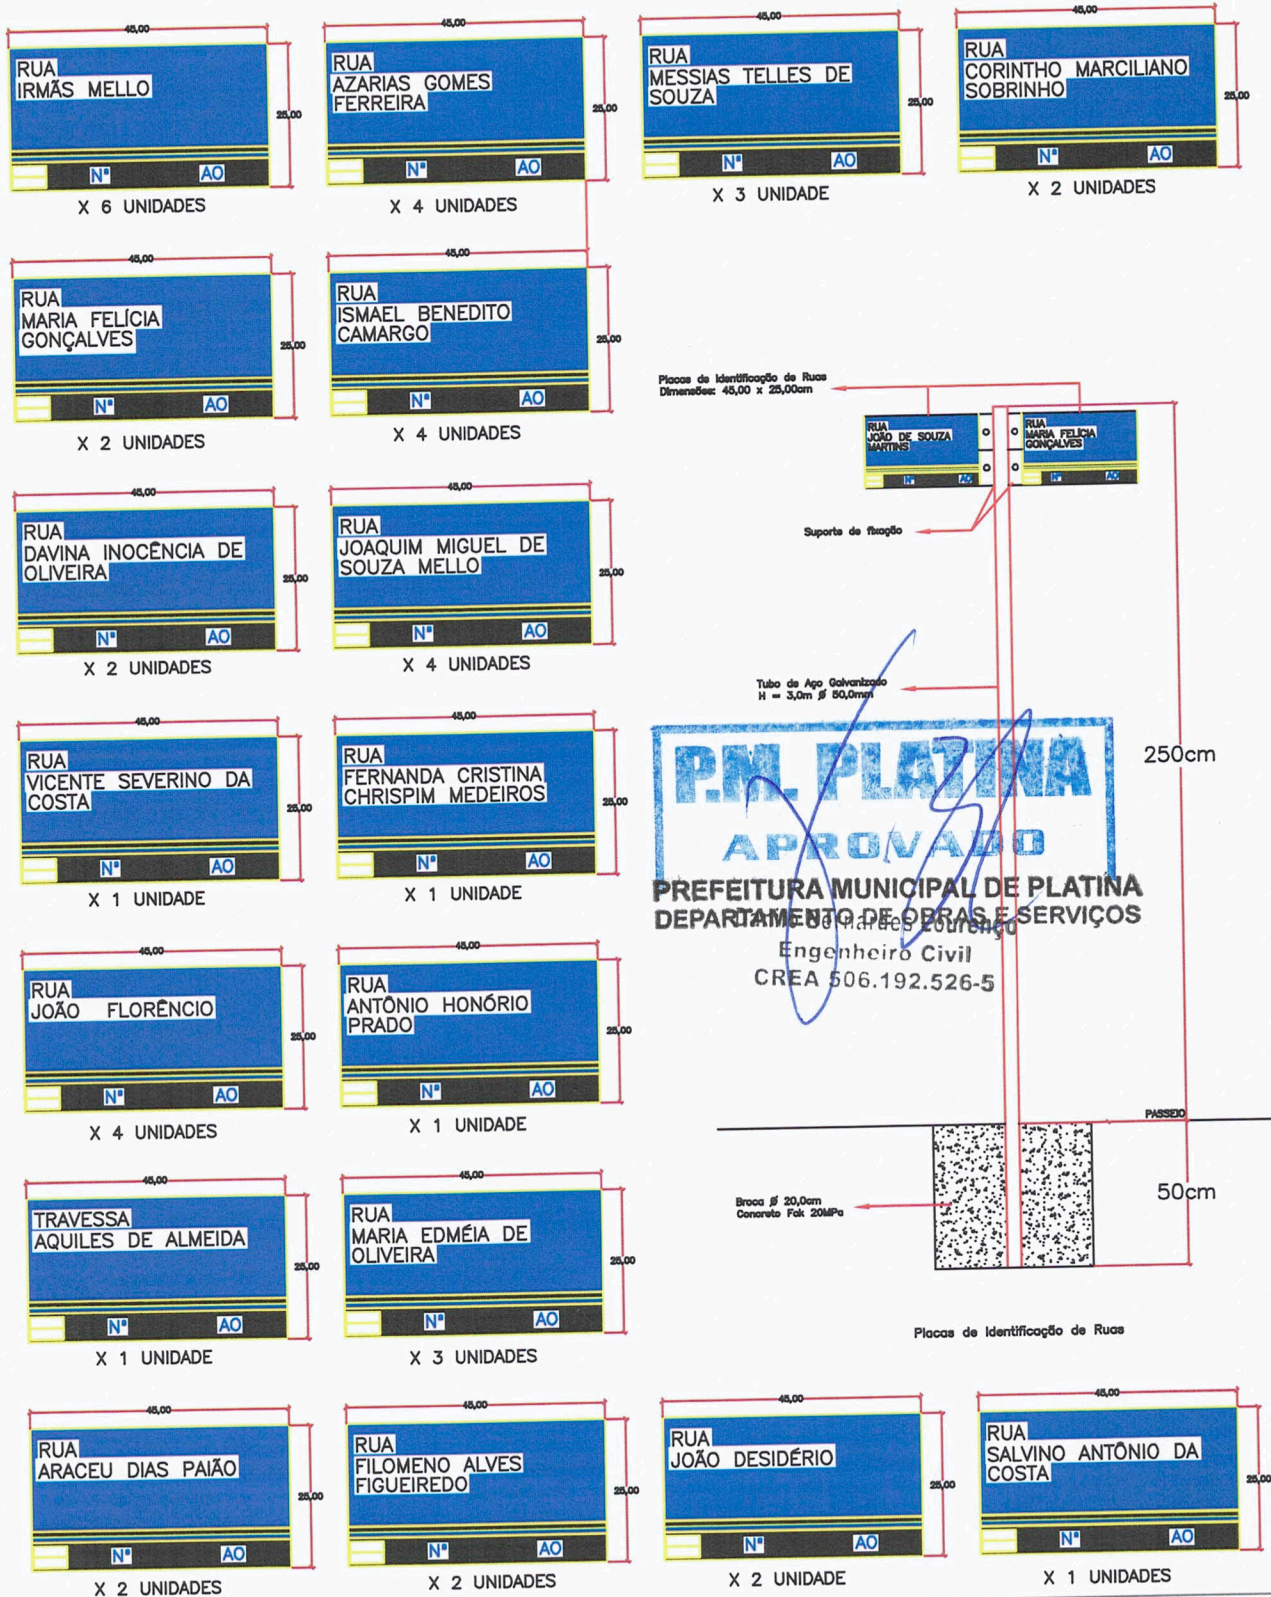 45,00
RUA
IRMÃS MELLO
25,00
Nº AO
X 6 UNIDADES
45,00
RUA
AZARIAS GOMES
FERREIRA
25,00
Nº AO
X 4 UNIDADES
45,00
RUA
MESSIAS TELLES DE
SOUZA
25,00
Nº AO
X 3 UNIDADE
45,00
RUA
CORINTHO MARCILIANO
SOBRINHO
25,00
Nº AO
X 2 UNIDADES
45,00
RUA
MARIA FELÍCIA
GONÇALVES
25,00
Nº AO
X 2 UNIDADES
45,00
RUA
ISMAEL BENEDITO
CAMARGO
25,00
Nº AO
X 4 UNIDADES
45,00
RUA
DAVINA INOCÊNCIA DE
OLIVEIRA
25,00
Nº AO
X 2 UNIDADES
45,00
RUA
JOAQUIM MIGUEL DE
SOUZA MELLO
25,00
Nº AO
X 4 UNIDADES
45,00
RUA
VICENTE SEVERINO DA
COSTA
25,00
Nº AO
X 1 UNIDADES
45,00
RUA
FERNANDA CRISTINA
CHRISPIM MEDEIROS
25,00
Nº AO
X 1 UNIDADE
45,00
RUA
JOÃO FLORÊNCIO
25,00
Nº AO
X 4 UNIDADES
45,00
RUA
ANTÔNIO HONÓRIO
PRADO
25,00
Nº AO
X 1 UNIDADE
45,00
TRAVESSA
AQUILES DE ALMEIDA
25,00
Nº AO
X 1 UNIDADE
45,00
RUA
MARIA EDMÉIA DE
OLIVEIRA
25,00
Nº AO
X 3 UNIDADES
Placas de Identificação de Ruas
Dimensões: 45,00 x 25,00cm
RUA
JOÃO DE SOUZA
MARTINS
Nº AO
RUA
MARIA FELÍCIA
GONÇALVES
Nº AO
Suporte de fixação
Tubo de Aço Galvanizado
H = 3,0m Ø 50,0mm
250cm
P.M. PLATINA
APROVADO
PREFEITURA MUNICIPAL DE PLATINA
DEPARTAMENTO DE OBRAS E SERVIÇOS
Bernardes Lourenço
Engenheiro Civil
CREA 506.192.526-5
PASSEIO
50cm
Broca Ø 20,0cm
Concreto Fck 20MPa
Placas de Identificação de Ruas
45,00
RUA
ARACEU DIAS PAIÃO
25,00
Nº AO
X 2 UNIDADES
45,00
RUA
FILOMENO ALVES
FIGUEIREDO
25,00
Nº AO
X 2 UNIDADES
45,00
RUA
JOÃO DESIDÉRIO
25,00
Nº AO
X 2 UNIDADE
45,00
RUA
SALVINO ANTÔNIO DA
COSTA
25,00
Nº AO
X 1 UNIDADES